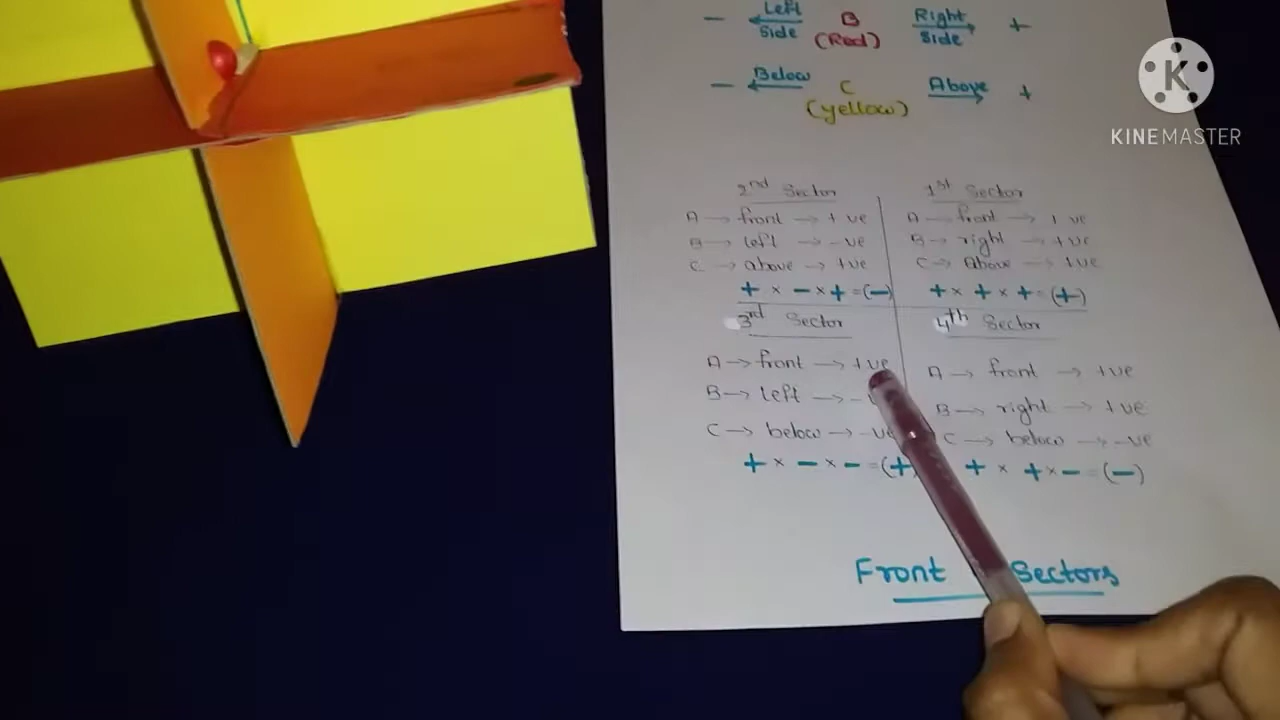 - ← Left Side B (Red) Right Side → +
- ← Below C (yellow) Above → +
KINEMASTER
2nd Sector
A → front → + ve
B → left → - ve
C → above → +ve
+ × - × + = (-)
1st Sector
A → front → + ve
B → right → +ve
C → Above → +ve
+ × + × + = (+)
3rd Sector
A → front → +ve
B → left → -
C → below → -ve
+ × - × - = (+)
4th Sector
A → front → +ve
B → right → +ve
C → below → -ve
+ × + × - = (-)
Front Sectors